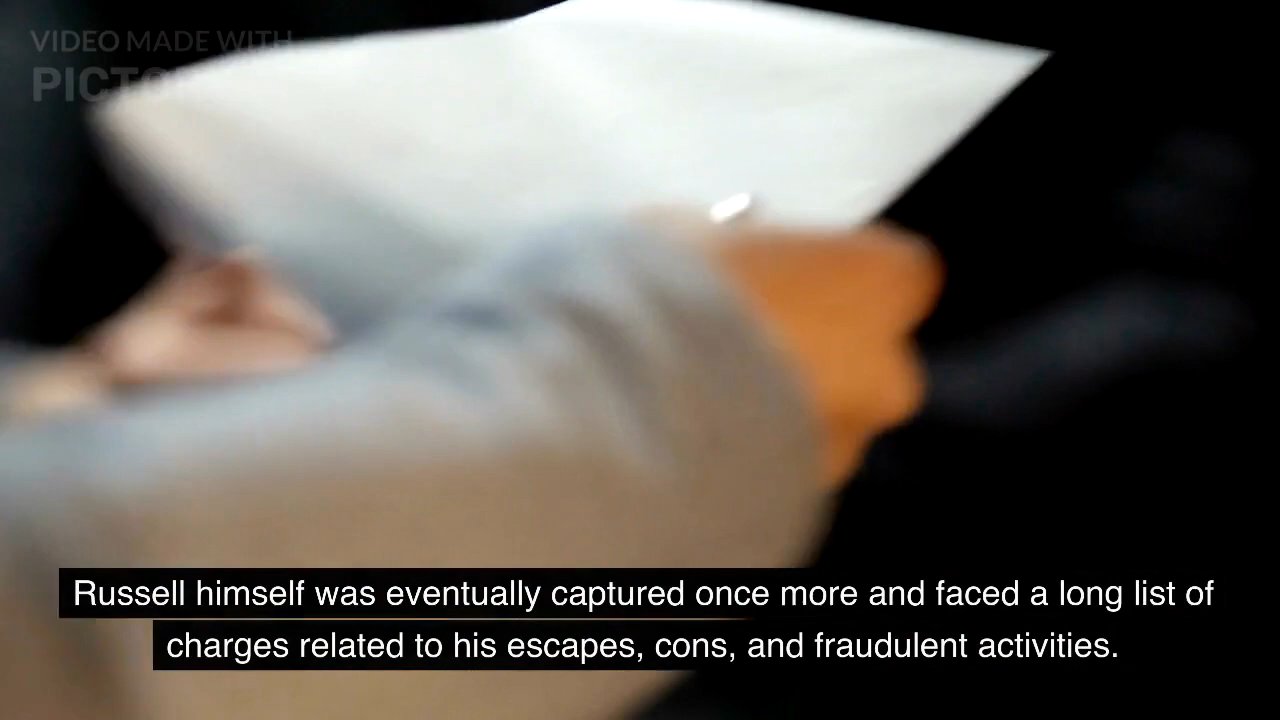 VIDEO MADE WITH
Russell himself was eventually captured once more and faced a long list of
charges related to his escapes, cons, and fraudulent activities.